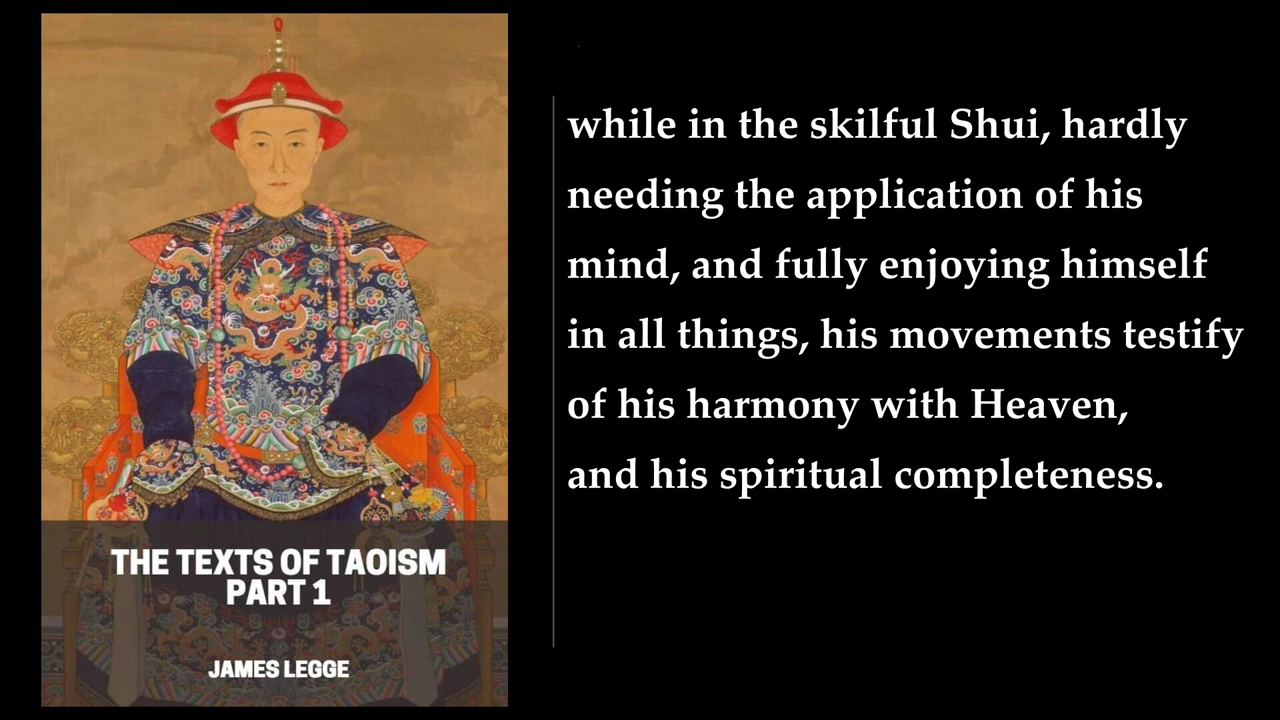 THE TEXTS OF TAOISM
PART 1
JAMES LEGGE
while in the skilful Shui, hardly
needing the application of his
mind, and fully enjoying himself
in all things, his movements testify
of his harmony with Heaven,
and his spiritual completeness.